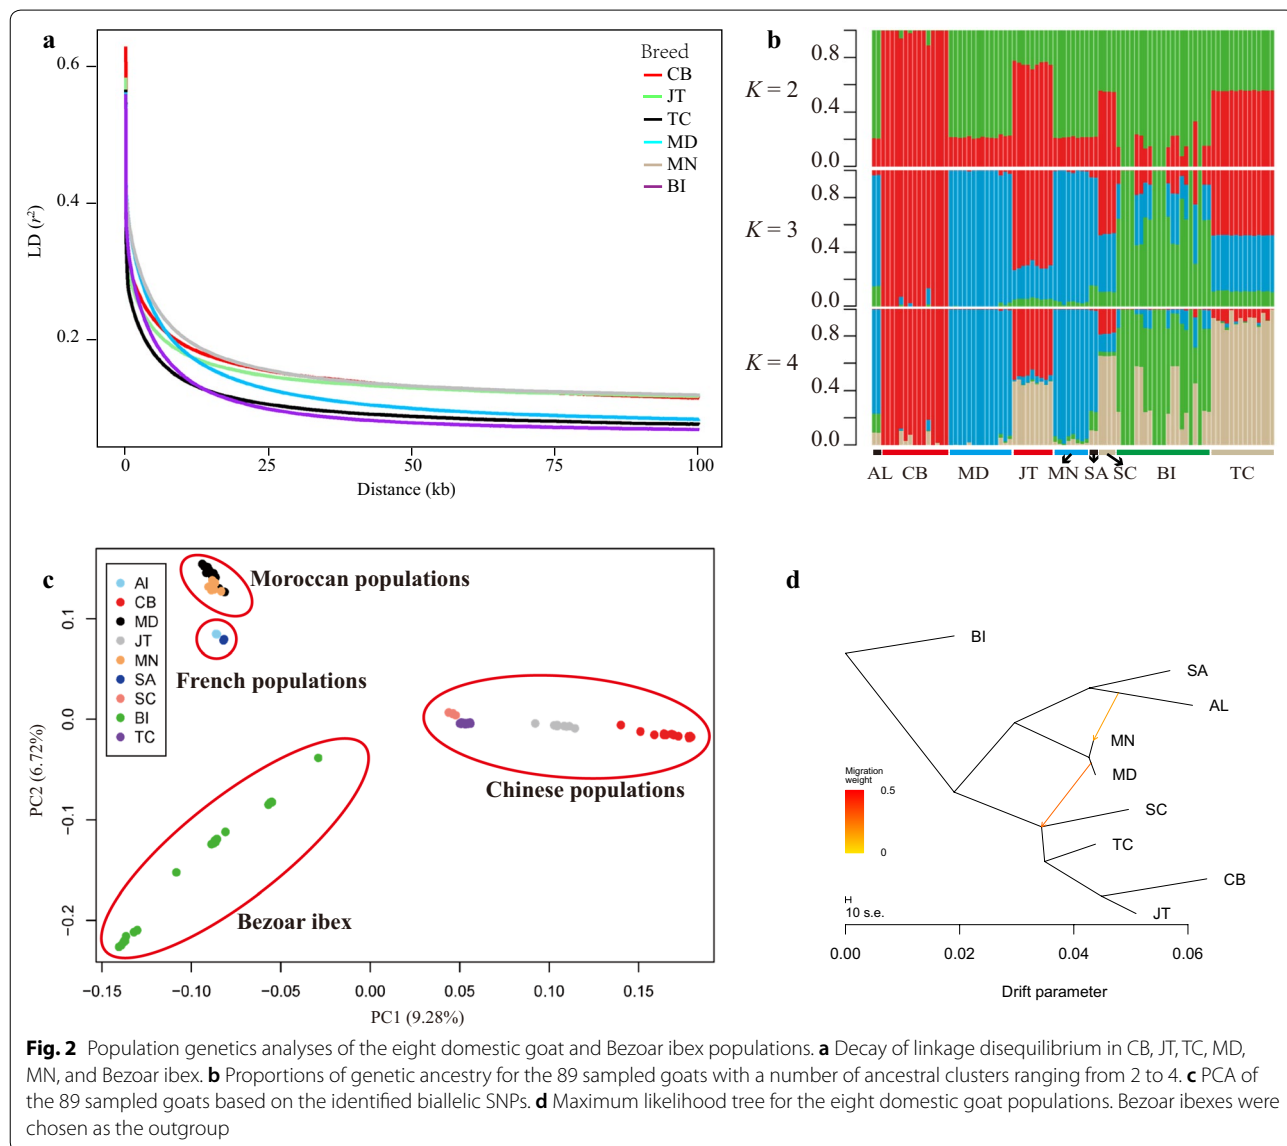 a
0.6
0.4
0.2
LD (r²)
0
25
50
75
100
Distance (kb)
Breed
CB
JT
TC
MD
MN
BI
b
K = 2
0.8
0.4
0.0
K = 3
0.8
0.4
0.0
K = 4
0.8
0.4
0.0
AL CB MD JT MN SA SC BI TC
c
AI
CB
MD
JT
MN
SA
SC
BI
TC
Moroccan populations
French populations
Chinese populations
Bezoar ibex
0.1
0.0
−0.1
−0.2
PC2 (6.72%)
−0.15
−0.10
−0.05
0.00
0.05
0.10
0.15
PC1 (9.28%)
d
BI
SA
AL
MN
MD
SC
TC
CB
JT
Migration
weight
0.5
0
10 s.e.
0.00
0.02
0.04
0.06
Drift parameter
Fig. 2 Population genetics analyses of the eight domestic goat and Bezoar ibex populations. a Decay of linkage disequilibrium in CB, JT, TC, MD,
MN, and Bezoar ibex. b Proportions of genetic ancestry for the 89 sampled goats with a number of ancestral clusters ranging from 2 to 4. c PCA of
the 89 sampled goats based on the identified biallelic SNPs. d Maximum likelihood tree for the eight domestic goat populations. Bezoar ibexes were
chosen as the outgroup